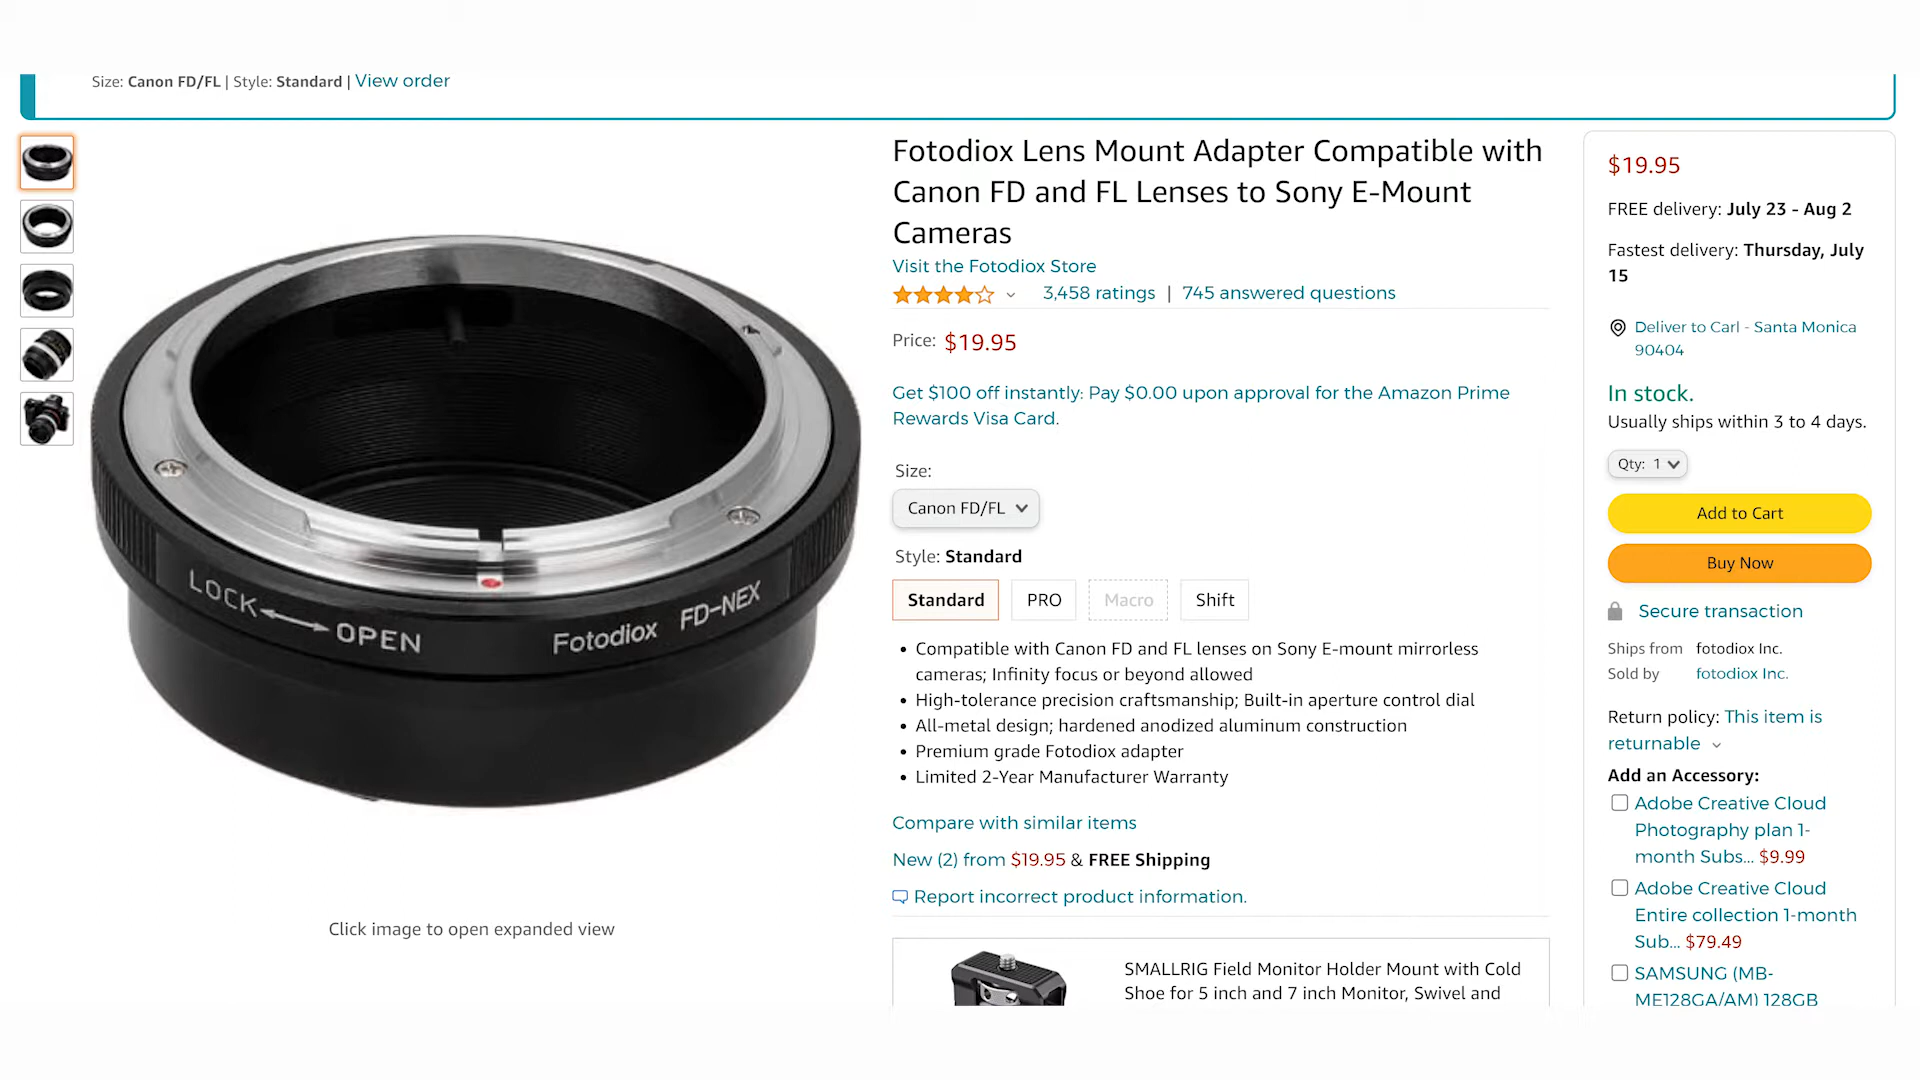 Size: Canon FD/FL | Style: Standard | View order
LOCK OPEN
Fotodiox FD-NEX
Click image to open expanded view
Fotodiox Lens Mount Adapter Compatible with
Canon FD and FL Lenses to Sony E-Mount
Cameras
Visit the Fotodiox Store
3,458 ratings | 745 answered questions
Price: $19.95
Get $100 off instantly: Pay $0.00 upon approval for the Amazon Prime
Rewards Visa Card.
Size:
Canon FD/FL
Style: Standard
Standard PRO Macro Shift
• Compatible with Canon FD and FL lenses on Sony E-mount mirrorless
cameras; Infinity focus or beyond allowed
• High-tolerance precision craftsmanship; Built-in aperture control dial
• All-metal design; hardened anodized aluminum construction
• Premium grade Fotodiox adapter
• Limited 2-Year Manufacturer Warranty
Compare with similar items
New (2) from $19.95 & FREE Shipping
Report incorrect product information.
SMALLRIG Field Monitor Holder Mount with Cold
Shoe for 5 inch and 7 inch Monitor, Swivel and
$19.95
FREE delivery: July 23 - Aug 2
Fastest delivery: Thursday, July
15
Deliver to Carl - Santa Monica
90404
In stock.
Usually ships within 3 to 4 days.
Qty: 1
Add to Cart
Buy Now
Secure transaction
Ships from fotodiox Inc.
Sold by fotodiox Inc.
Return policy: This item is
returnable
Add an Accessory:
Adobe Creative Cloud
Photography plan 1-
month Subs... $9.99
Adobe Creative Cloud
Entire collection 1-month
Sub... $79.49
SAMSUNG (MB-
ME128GA/AM) 128GB